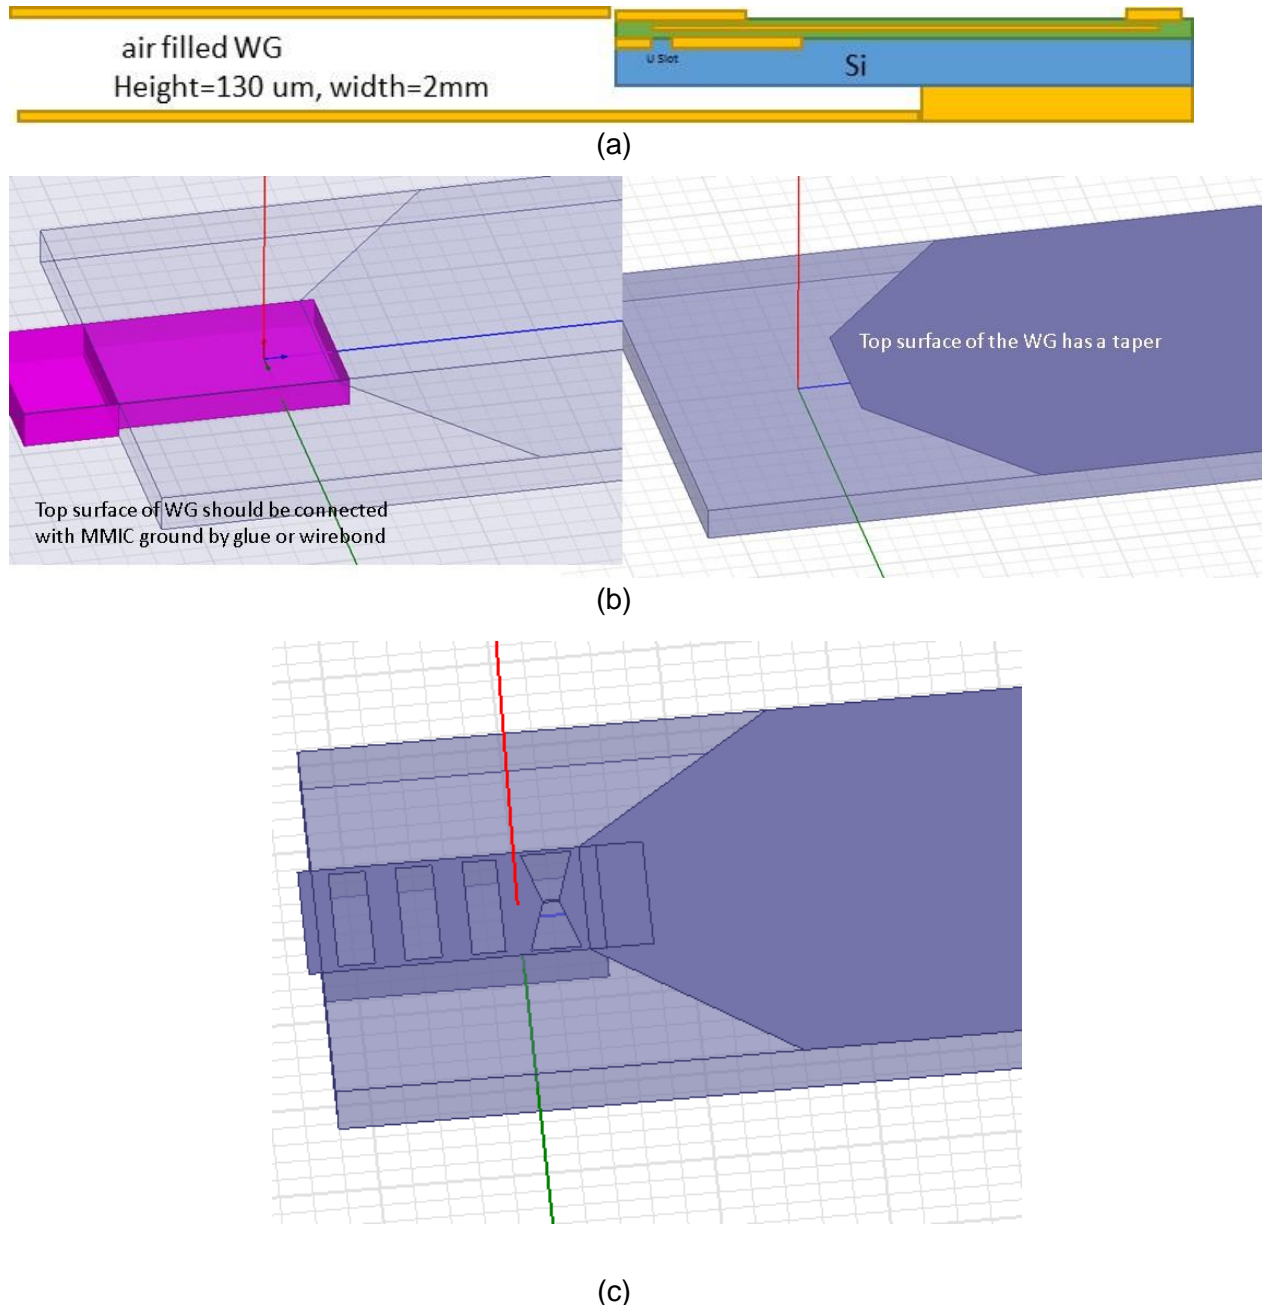 air filled WG
Height=130 um, width=2mm
U Slot
Si
(a)
Top surface of the WG has a taper
Top surface of WG should be connected
with MMIC ground by glue or wirebond
(b)
(c)